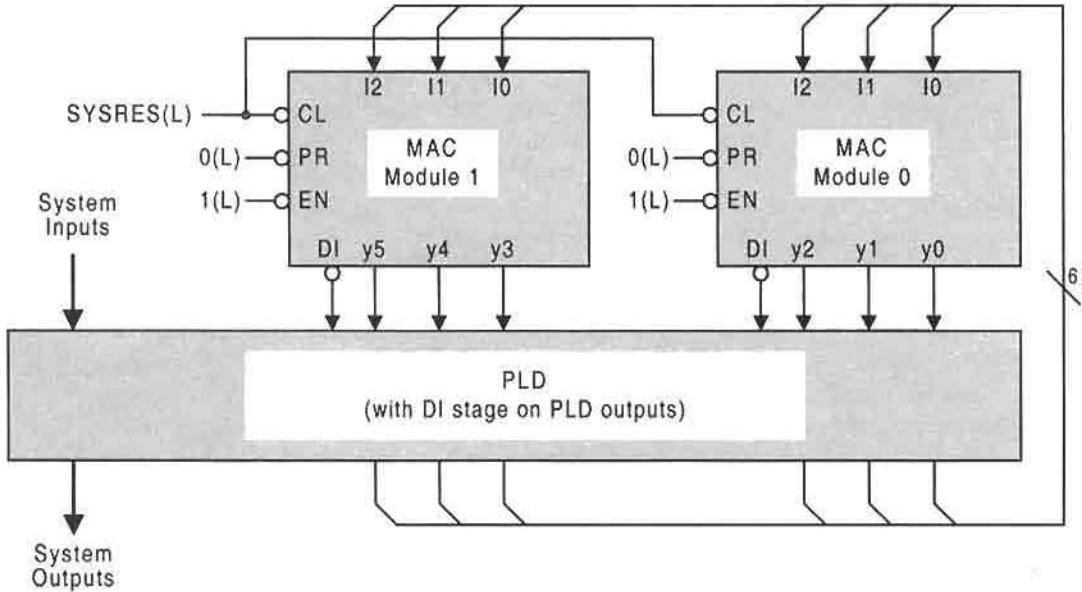 I2 I1 I0
I2 I1 I0
SYSRES(L)
CL
CL
0(L)
PR
MAC
Module 1
0(L)
PR
MAC
Module 0
1(L)
EN
1(L)
EN
System
Inputs
DI y5 y4 y3
DI y2 y1 y0
6
PLD
(with DI stage on PLD outputs)
System
Outputs